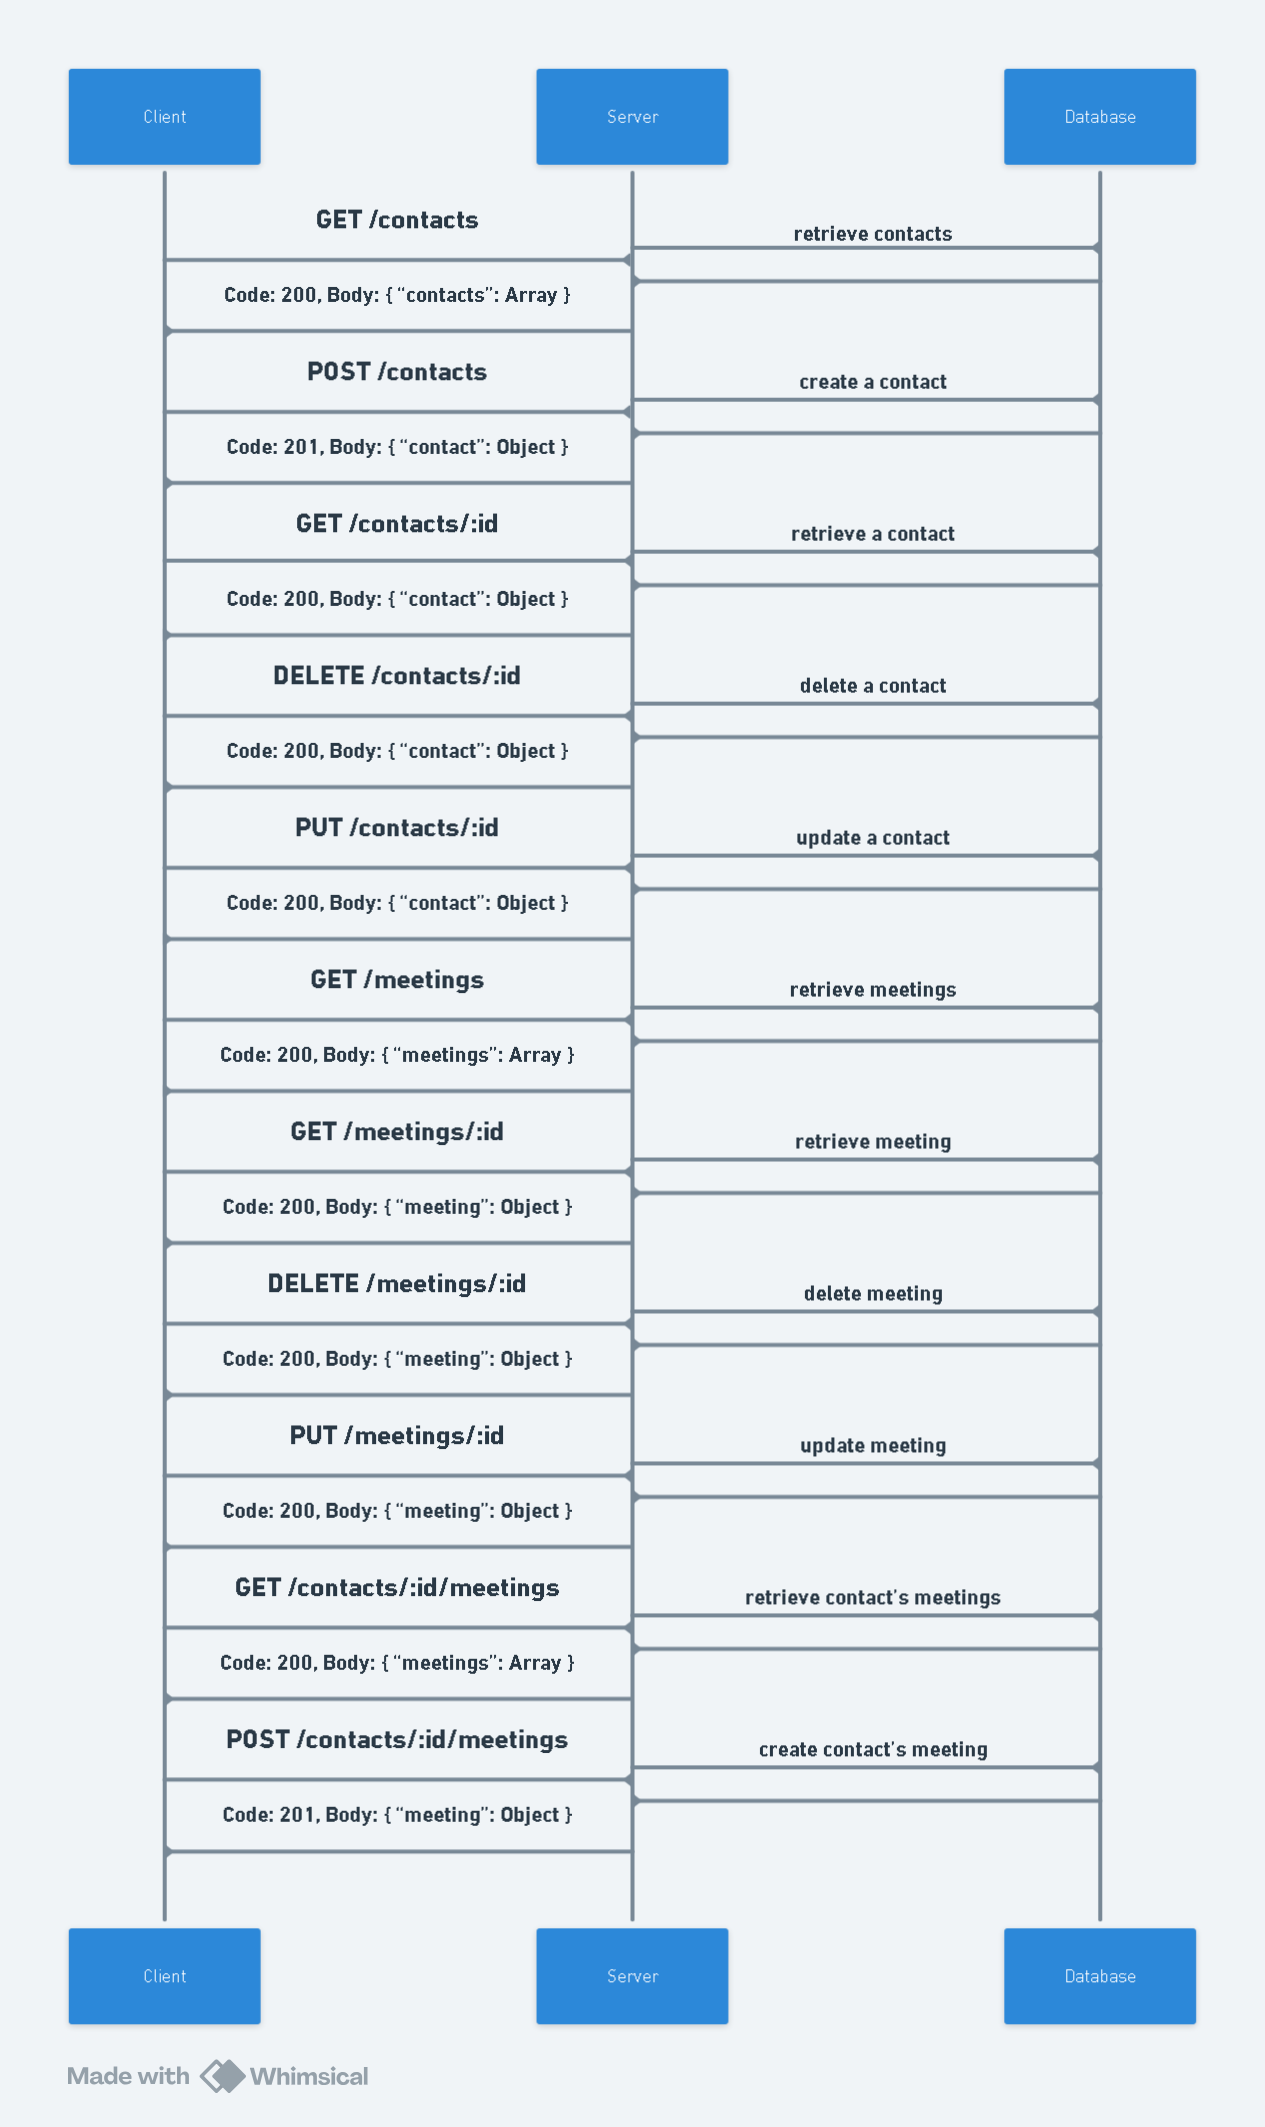 Client
Server
Database
GET /contacts
retrieve contacts
Code: 200, Body: { “contacts”: Array }
POST /contacts
create a contact
Code: 201, Body: { “contact”: Object }
GET /contacts/:id
retrieve a contact
Code: 200, Body: { “contact”: Object }
DELETE /contacts/:id
delete a contact
Code: 200, Body: { “contact”: Object }
PUT /contacts/:id
update a contact
Code: 200, Body: { “contact”: Object }
GET /meetings
retrieve meetings
Code: 200, Body: { “meetings”: Array }
GET /meetings/:id
retrieve meeting
Code: 200, Body: { “meeting”: Object }
DELETE /meetings/:id
delete meeting
Code: 200, Body: { “meeting”: Object }
PUT /meetings/:id
update meeting
Code: 200, Body: { “meeting”: Object }
GET /contacts/:id/meetings
retrieve contact’s meetings
Code: 200, Body: { “meetings”: Array }
POST /contacts/:id/meetings
create contact’s meeting
Code: 201, Body: { “meeting”: Object }
Client
Server
Database
Made with Whimsical